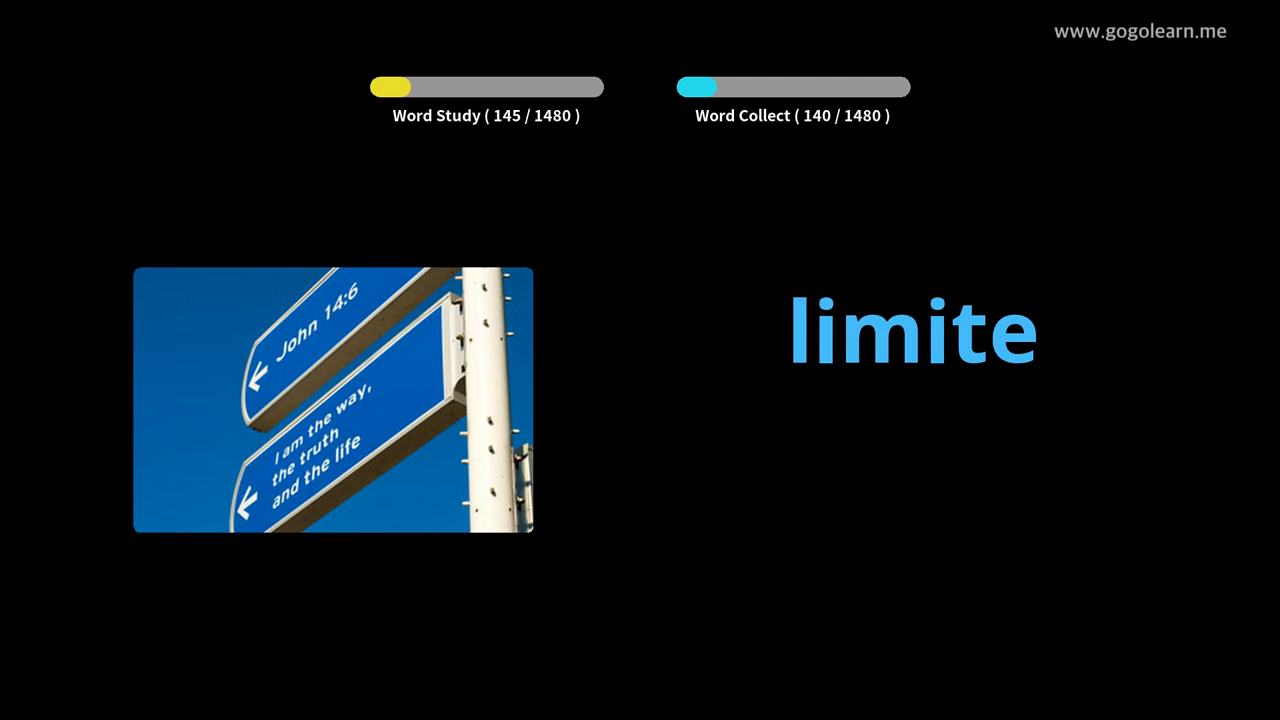 www.gogolearn.me
Word Study ( 145 / 1480 )
Word Collect ( 140 / 1480 )
John 14:6
I am the way,
the truth
and the life
limite